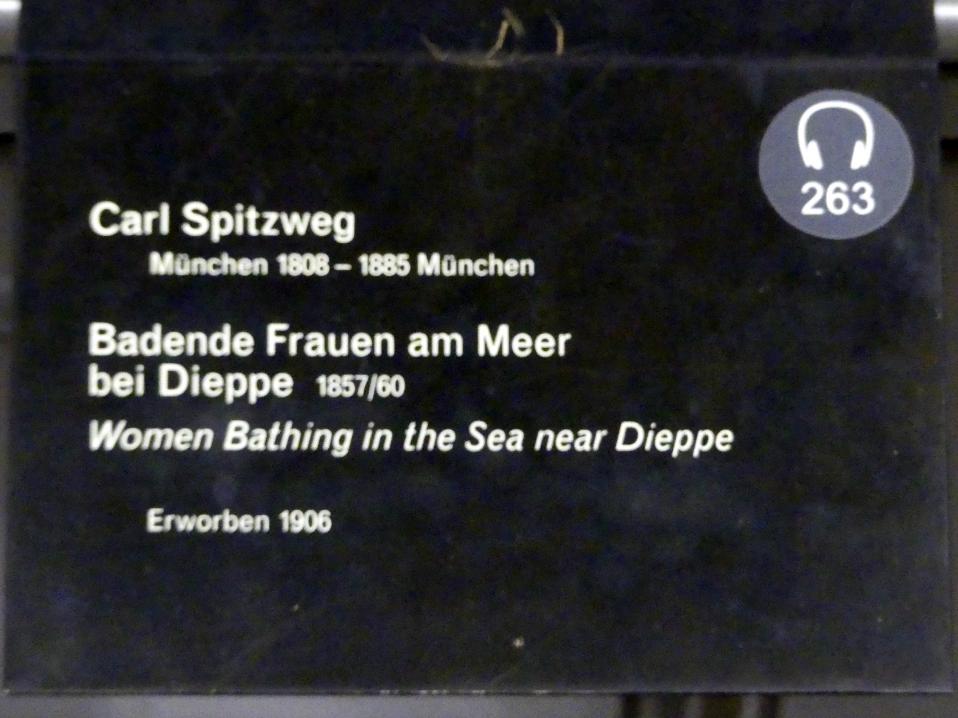 263
Carl Spitzweg
München 1808 – 1885 München
Badende Frauen am Meer
bei Dieppe 1857/60
Women Bathing in the Sea near Dieppe
Erworben 1906